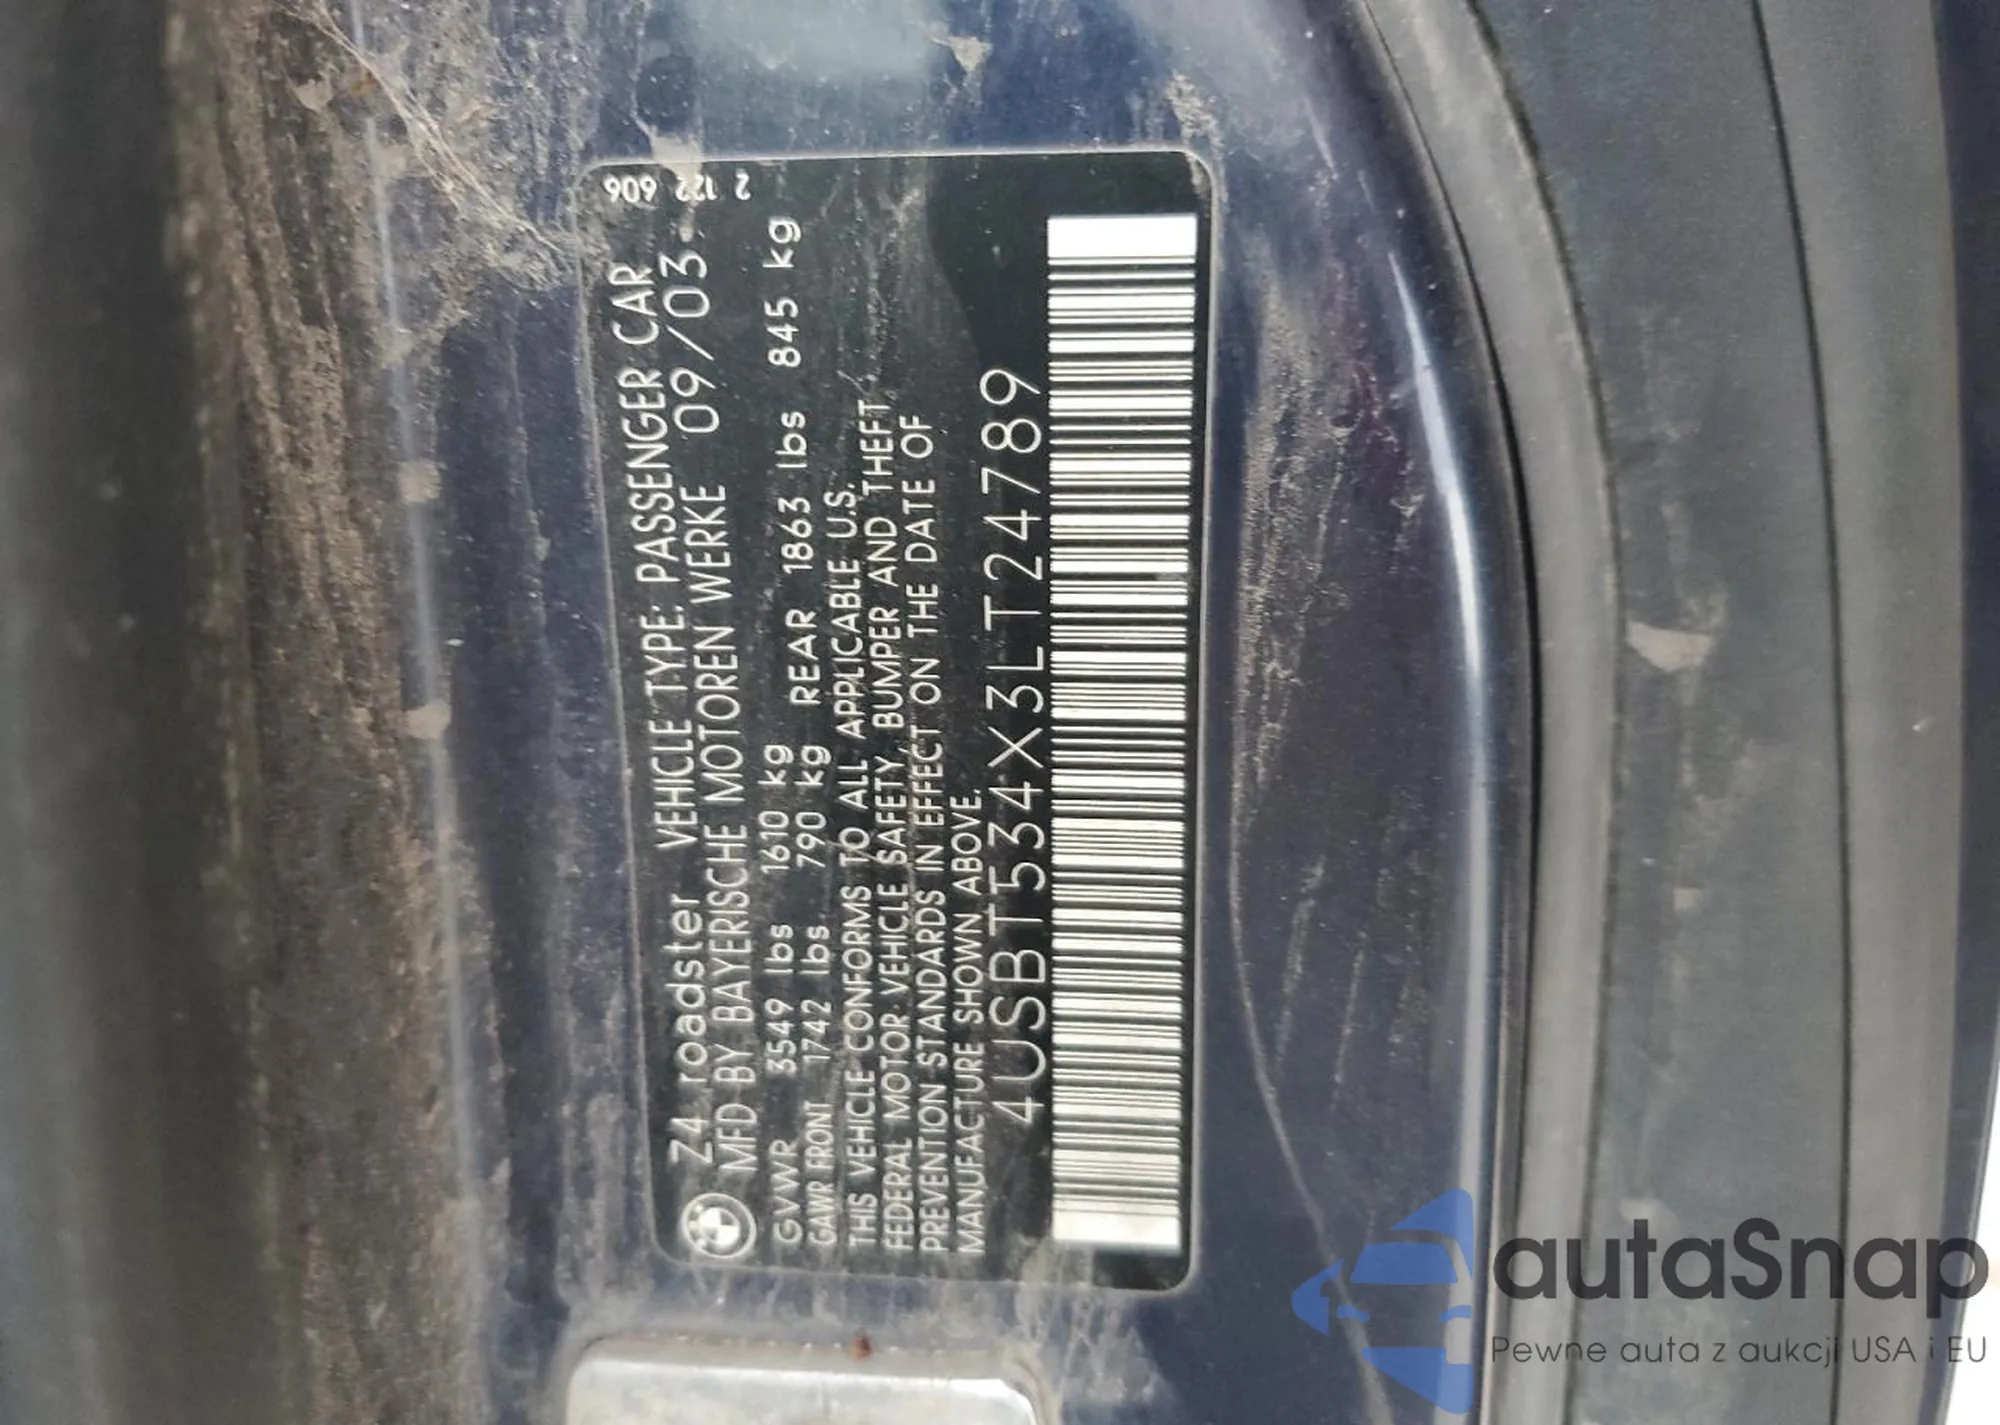 2 122 606
Z4 roadster VEHICLE TYPE: PASSENGER CAR
MFD BY BAYERISCHE MOTOREN WERKE 09/03
GVWR 3549 lbs 1610 kg
GAWR FRONT 1742 lbs 790 kg REAR 1863 lbs 845 kg
THIS VEHICLE CONFORMS TO ALL APPLICABLE U.S.
FEDERAL MOTOR VEHICLE SAFETY, BUMPER AND THEFT
PREVENTION STANDARDS IN EFFECT ON THE DATE OF
MANUFACTURE SHOWN ABOVE.
4USBT534X3LT24789
autaSnap
Pewne auta z aukcji USA i EU